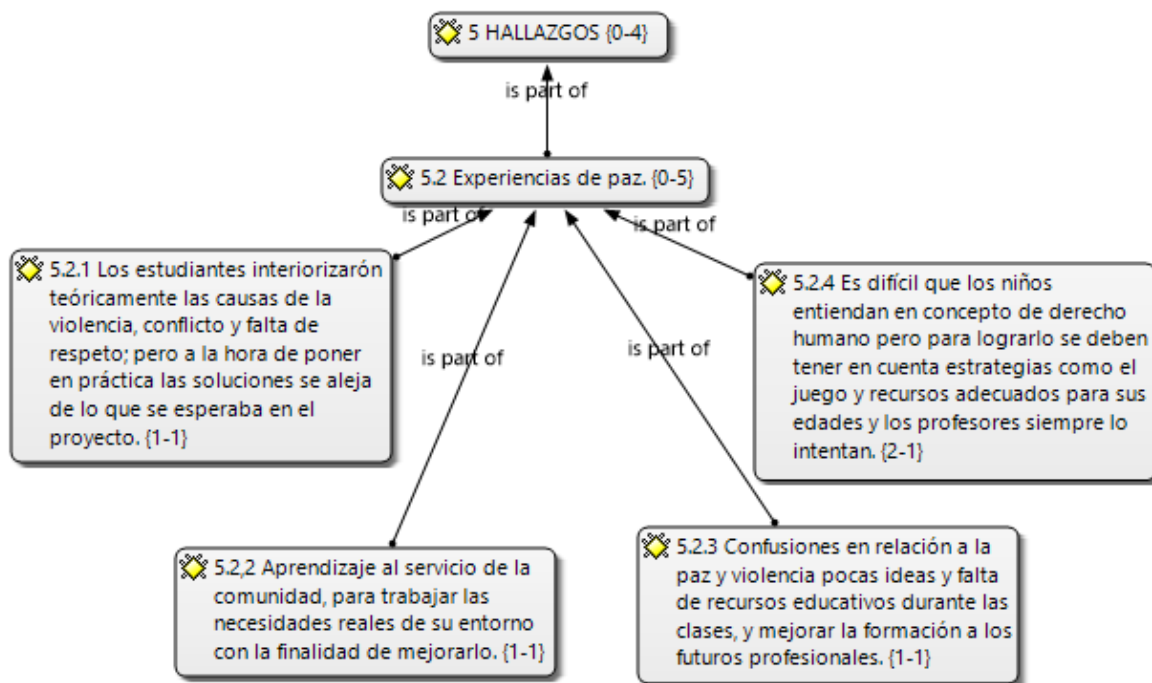 5 HALLAZGOS {0-4}
is part of
5.2 Experiencias de paz. {0-5}
is part of
is part of
5.2.1 Los estudiantes interiorizarón
teóricamente las causas de la
violencia, conflicto y falta de
respeto; pero a la hora de poner
en práctica las soluciones se aleja
de lo que se esperaba en el
proyecto. {1-1}
5.2.4 Es difícil que los niños
entiendan en concepto de derecho
humano pero para lograrlo se deben
tener en cuenta estrategias como el
juego y recursos adecuados para sus
edades y los profesores siempre lo
intentan. {2-1}
is part of
is part of
5.2,2 Aprendizaje al servicio de la
comunidad, para trabajar las
necesidades reales de su entorno
con la finalidad de mejorarlo. {1-1}
5.2.3 Confusiones en relación a la
paz y violencia pocas ideas y falta
de recursos educativos durante las
clases, y mejorar la formación a los
futuros profesionales. {1-1}